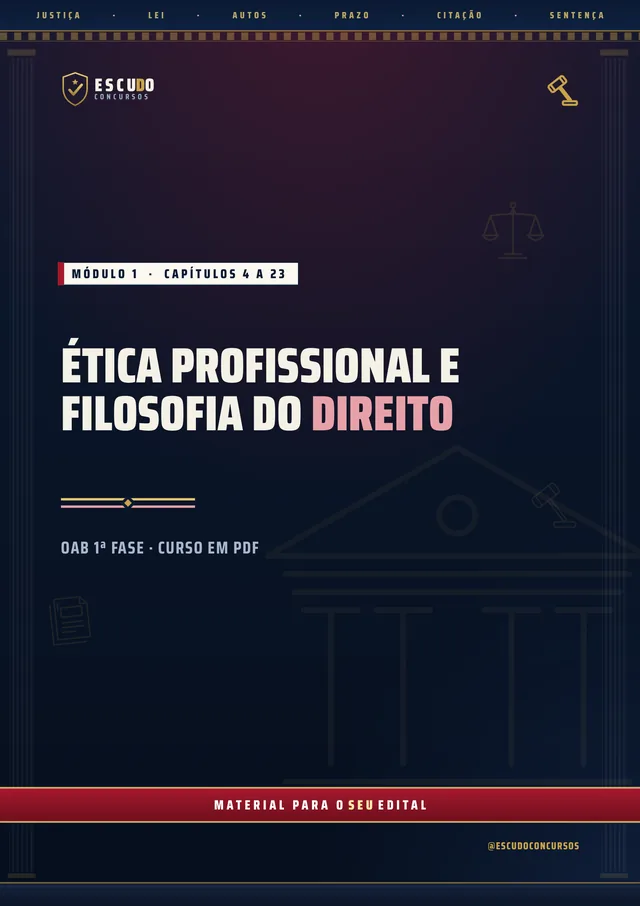 JUSTIÇA · LEI · AUTOS · PRAZO · CITAÇÃO · SENTENÇA
ESCUDO
CONCURSOS
MÓDULO 1 · CAPÍTULOS 4 A 23
ÉTICA PROFISSIONAL E
FILOSOFIA DO DIREITO
OAB 1ª FASE · CURSO EM PDF
MATERIAL PARA O SEU EDITAL
@ESCUDOCONCURSOS